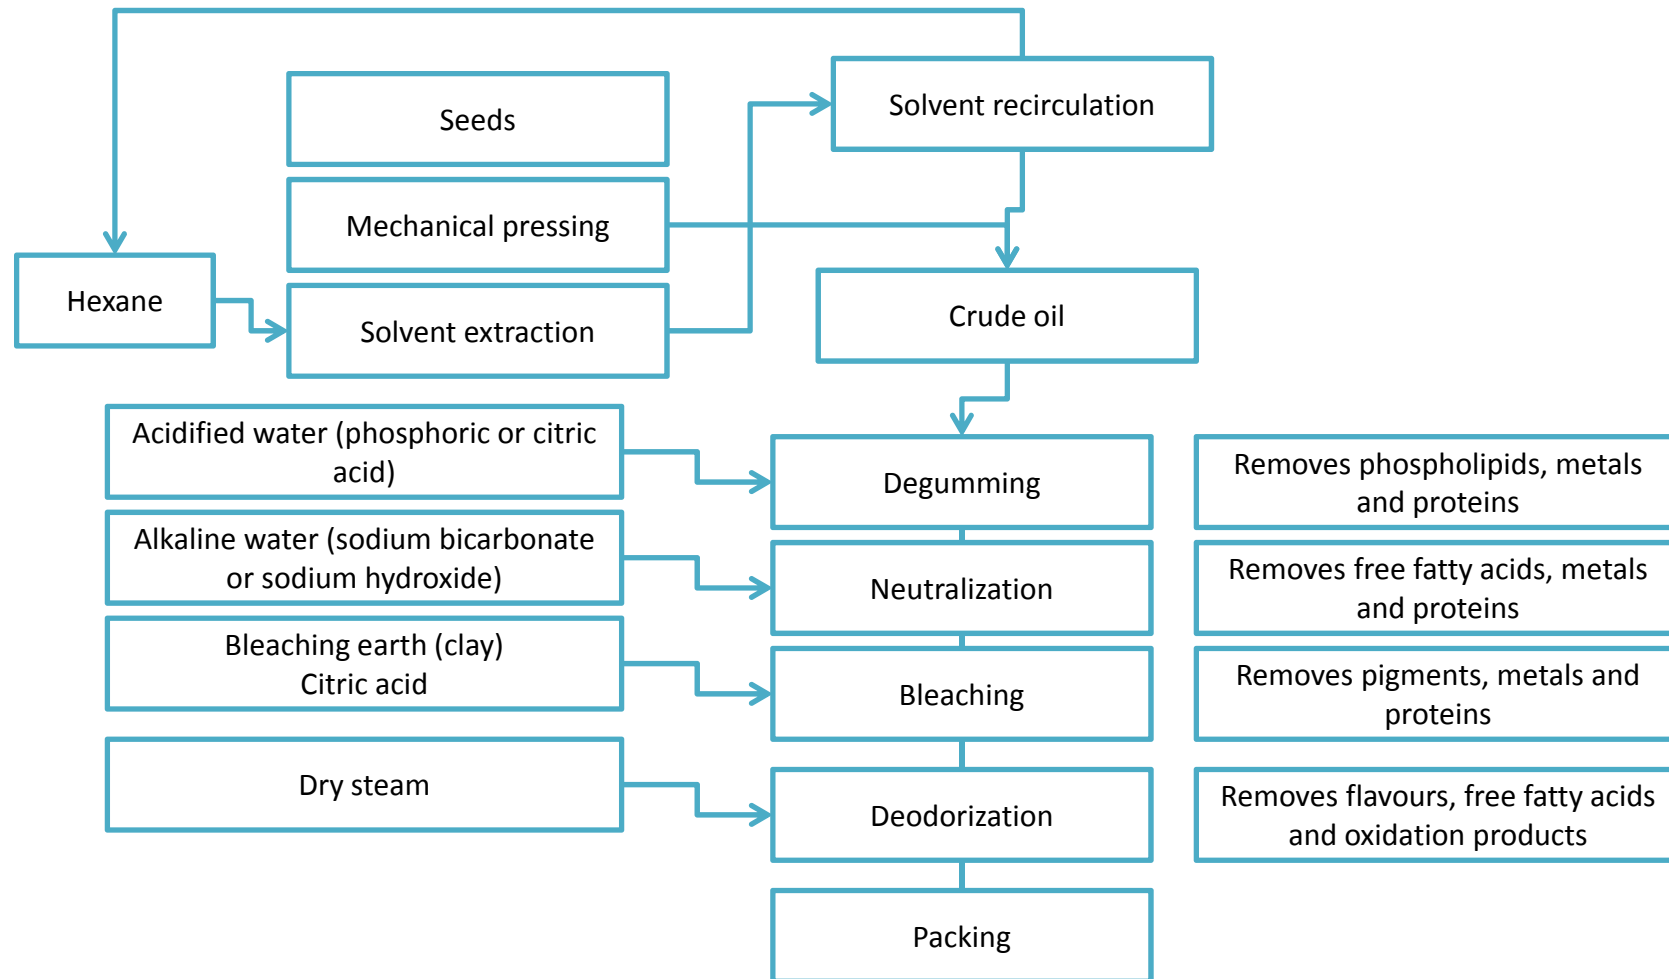 Seeds
Solvent recirculation
Mechanical pressing
Hexane
Solvent extraction
Crude oil
Acidified water (phosphoric or citric
acid)
Degumming
Removes phospholipids, metals
and proteins
Alkaline water (sodium bicarbonate
or sodium hydroxide)
Neutralization
Removes free fatty acids, metals
and proteins
Bleaching earth (clay)
Citric acid
Bleaching
Removes pigments, metals and
proteins
Dry steam
Deodorization
Removes flavours, free fatty acids
and oxidation products
Packing